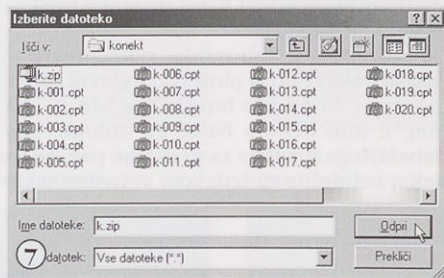 Izberite datoteko
Išči v: konekt
k.zip k-006.cpt k-012.cpt k-018.cpt
k-001.cpt k-007.cpt k-013.cpt k-019.cpt
k-002.cpt k-008.cpt k-014.cpt k-020.cpt
k-003.cpt k-009.cpt k-015.cpt
k-004.cpt k-010.cpt k-016.cpt
k-005.cpt k-011.cpt k-017.cpt
Ime datoteke: k.zip Odpri
7 datotek: Vse datoteke (*.*) Prekliči